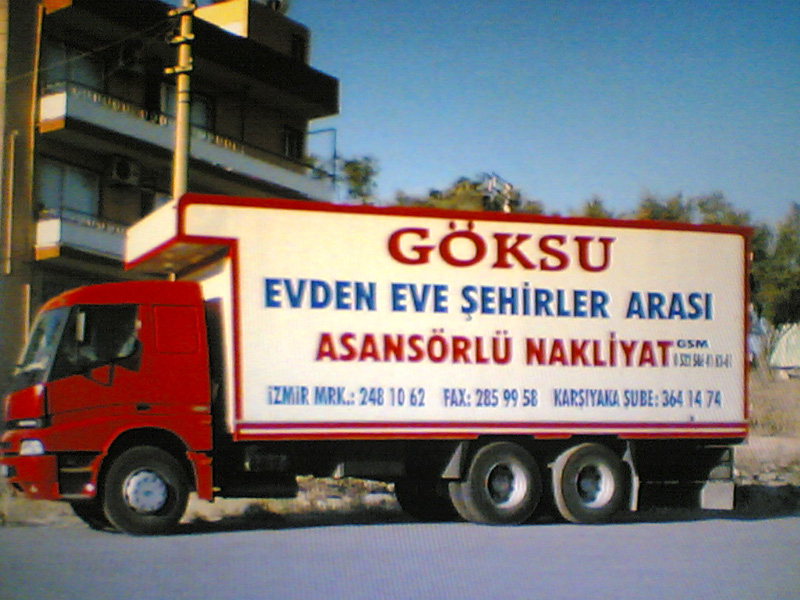 GÖKSU
EVDEN EVE ŞEHİRLER ARASI
ASANSÖRLÜ NAKLİYAT GSM
İZMİR MRK.: 248 10 62 FAX: 285 99 58 KARŞIYAKA ŞUBE: 364 14 74